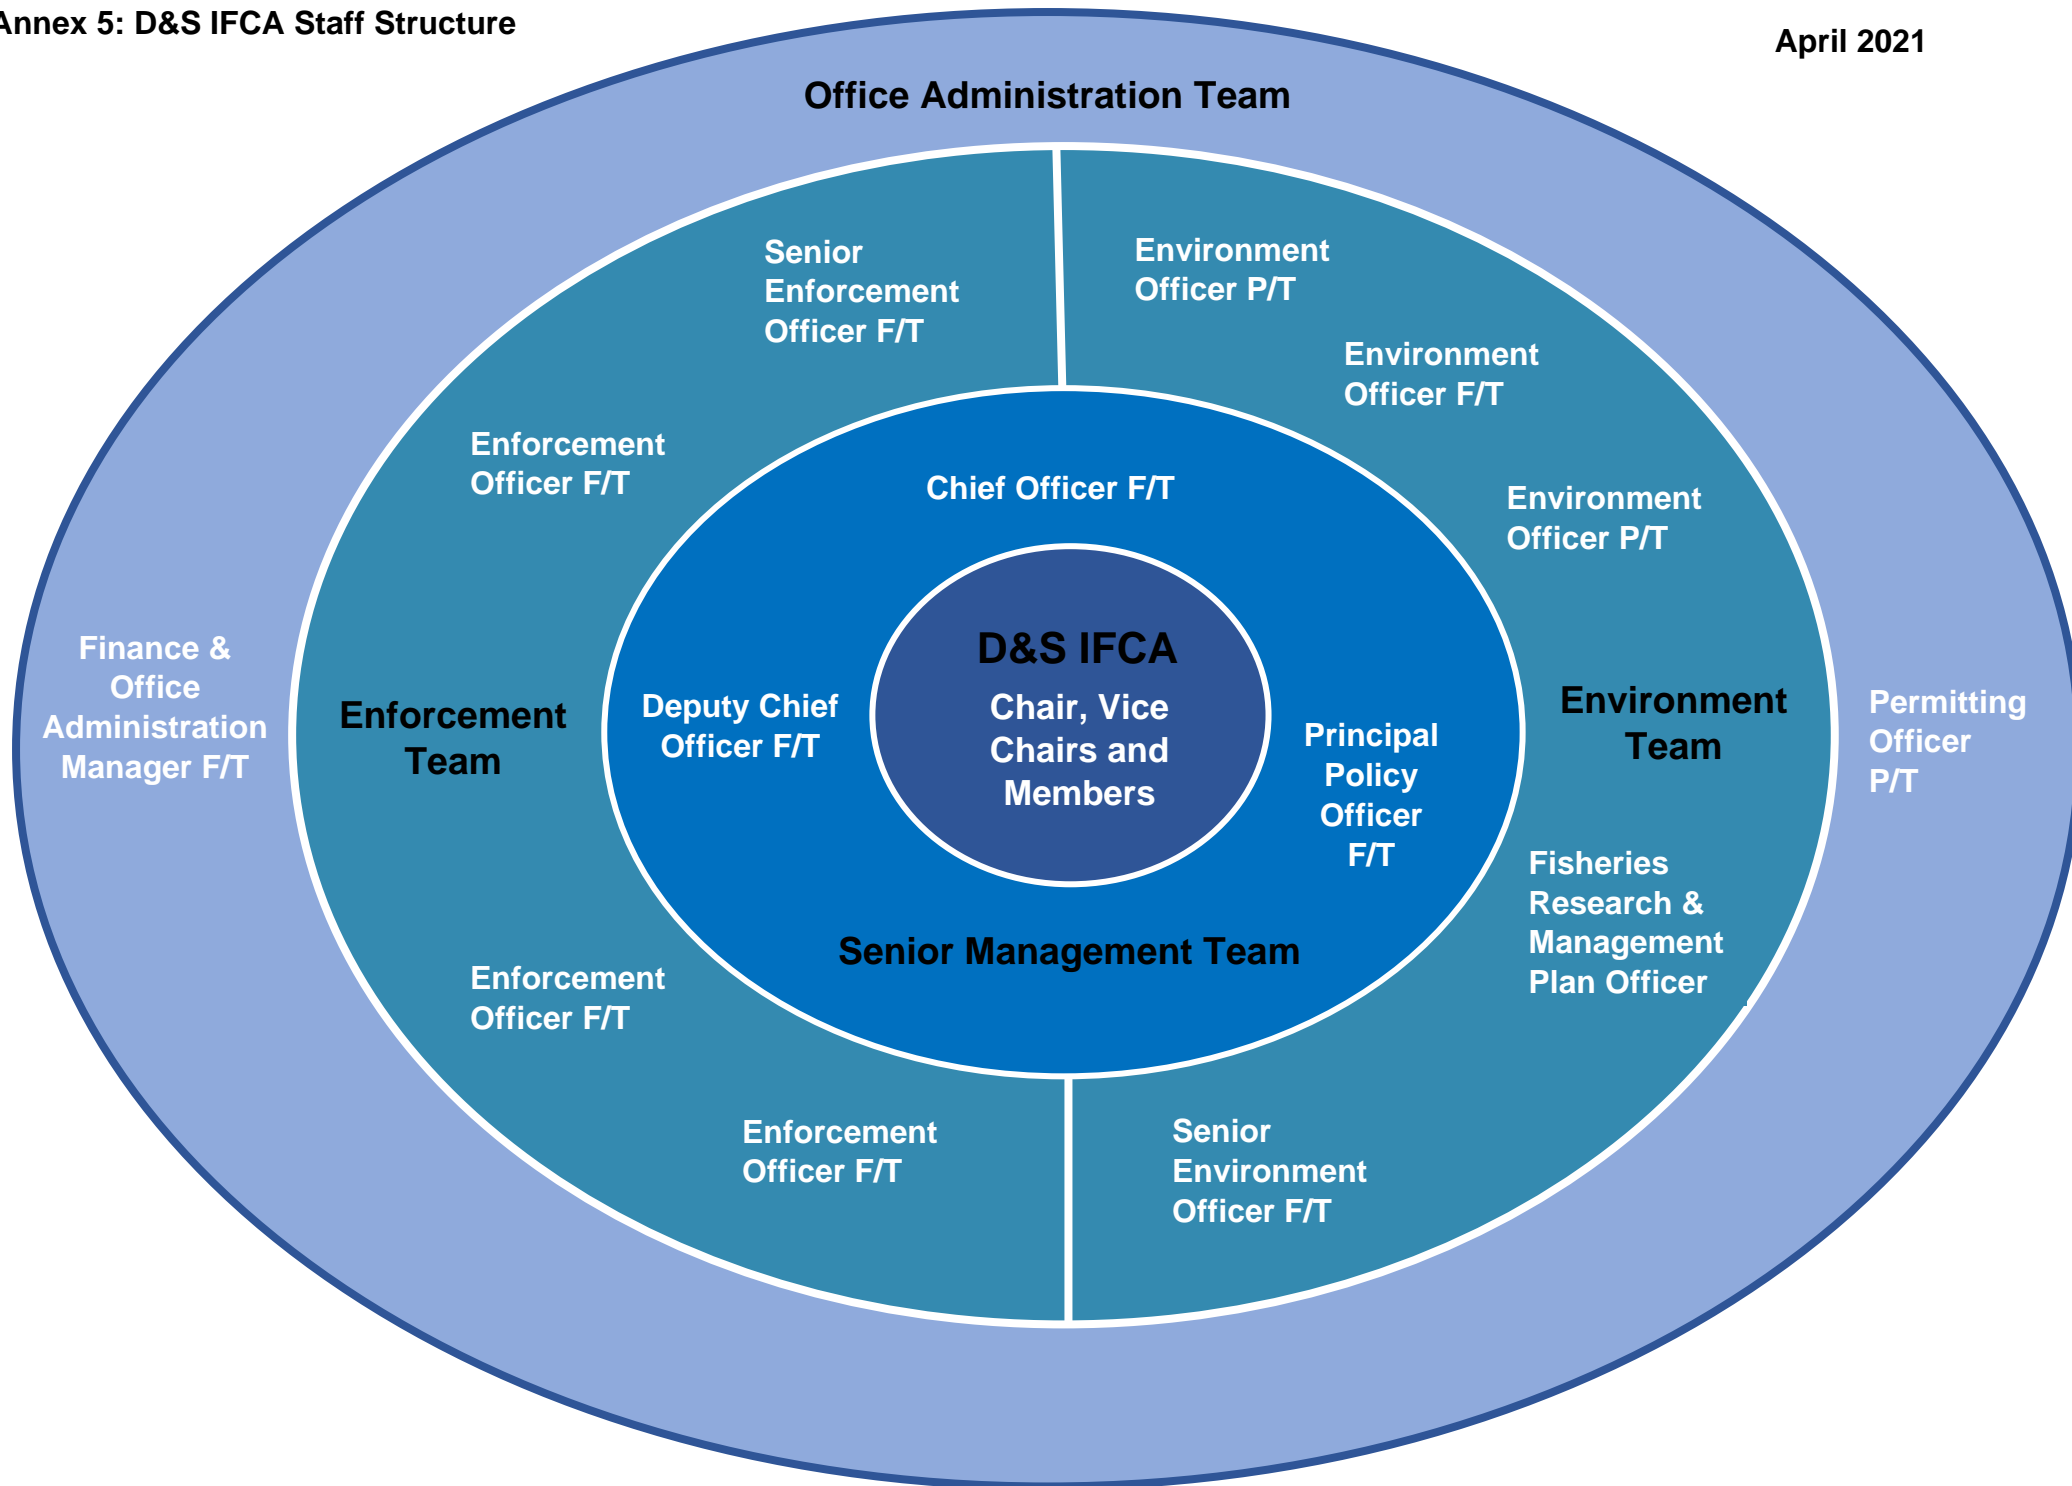 Annex 5: D&S IFCA Staff Structure
April 2021
Office Administration Team
Senior
Enforcement
Officer F/T
Environment
Officer P/T
Environment
Officer F/T
Enforcement
Officer F/T
Chief Officer F/T
Environment
Officer P/T
Finance &
Office
Administration
Manager F/T
Enforcement
Team
Deputy Chief
Officer F/T
D&S IFCA
Chair, Vice
Chairs and
Members
Principal
Policy
Officer
F/T
Environment
Team
Permitting
Officer
P/T
Fisheries
Research &
Management
Plan Officer
Senior Management Team
Enforcement
Officer F/T
Enforcement
Officer F/T
Senior
Environment
Officer F/T